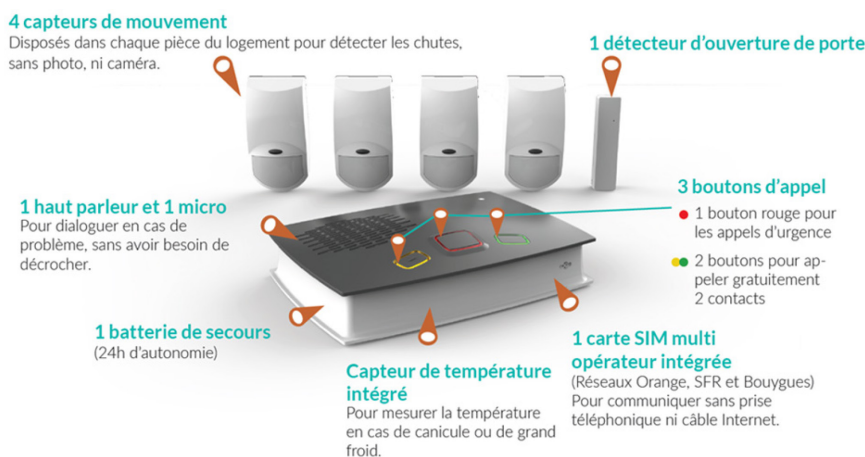 4 capteurs de mouvement
Disposés dans chaque pièce du logement pour détecter les chutes,
sans photo, ni caméra.
1 détecteur d'ouverture de porte
3 boutons d'appel
1 bouton rouge pour
les appels d'urgence
2 boutons pour ap-
peler gratuitement
2 contacts
1 haut parleur et 1 micro
Pour dialoguer en cas de
problème, sans avoir besoin de
décrocher.
1 batterie de secours
(24h d'autonomie)
Capteur de température
intégré
Pour mesurer la température
en cas de canicule ou de grand
froid.
1 carte SIM multi
opérateur intégrée
(Réseaux Orange, SFR et Bouygues)
Pour communiquer sans prise
téléphonique ni câble Internet.